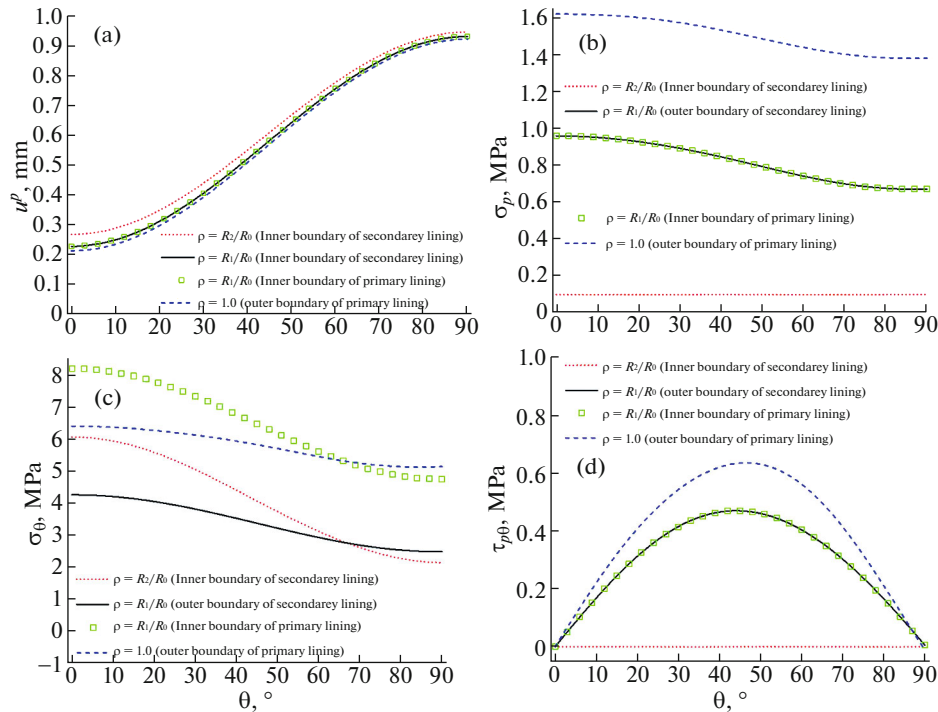 (a)
1.0
0.9
0.8
0.7
0.6
0.5
0.4
0.3
0.2
0.1
0
u^p, mm
ρ = R2/R0 (Inner boundary of secondarey lining)
ρ = R1/R0 (Inner boundary of secondarey lining)
ρ = R1/R0 (Inner boundary of primary lining)
ρ = 1.0 (outer boundary of primary lining)
0 10 20 30 40 50 60 70 80 90
(b)
1.6
1.4
1.2
1.0
0.8
0.6
0.4
0.2
0
σp, MPa
ρ = R2/R0 (Inner boundary of secondarey lining)
ρ = R1/R0 (outer boundary of secondarey lining)
ρ = R1/R0 (Inner boundary of primary lining)
ρ = 1.0 (outer boundary of primary lining)
0 10 20 30 40 50 60 70 80 90
(c)
8
7
6
5
4
3
2
1
0
−1
σθ, MPa
ρ = R2/R0 (Inner boundary of secondarey lining)
ρ = R1/R0 (outer boundary of secondarey lining)
ρ = R1/R0 (Inner boundary of primary lining)
ρ = 1.0 (outer boundary of primary lining)
0 10 20 30 40 50 60 70 80 90
θ, °
1.0
0.8
0.6
0.4
0.2
0
τpθ, MPa
ρ = R2/R0 (Inner boundary of secondarey lining)
ρ = R1/R0 (outer boundary of secondarey lining)
ρ = R1/R0 (Inner boundary of primary lining)
ρ = 1.0 (outer boundary of primary lining)
(d)
0 10 20 30 40 50 60 70 80 90
θ, °